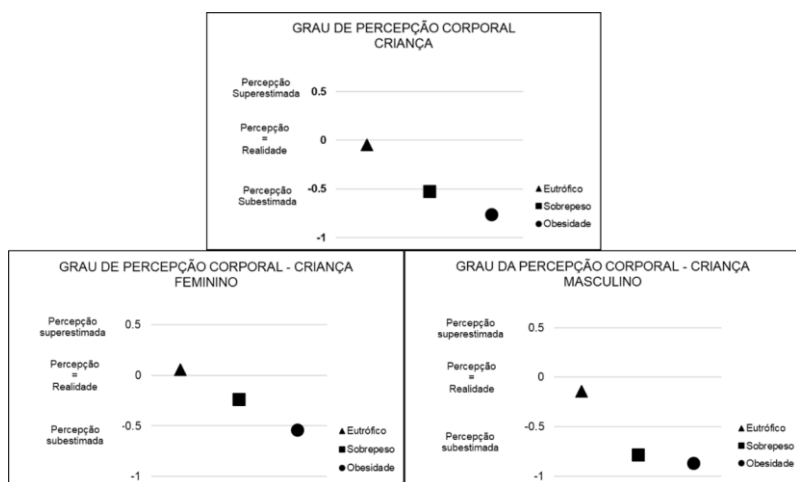 GRAU DE PERCEPÇÃO CORPORAL
CRIANÇA
Percepção
Superestimada
0.5
Percepção
=
Realidade
0
Percepção
Subestimada
-0.5
-1
Eutrófico
Sobrepeso
Obesidade
GRAU DE PERCEPÇÃO CORPORAL - CRIANÇA
FEMININO
Percepção
superestimada
0.5
Percepção
=
Realidade
0
Percepção
subestimada
-0.5
-1
Eutrófico
Sobrepeso
Obesidade
GRAU DA PERCEPÇÃO CORPORAL - CRIANÇA
MASCULINO
Percepção
superestimada
0.5
Percepção
=
Realidade
0
Percepção
subestimada
-0.5
-1
Eutrófico
Sobrepeso
Obesidade